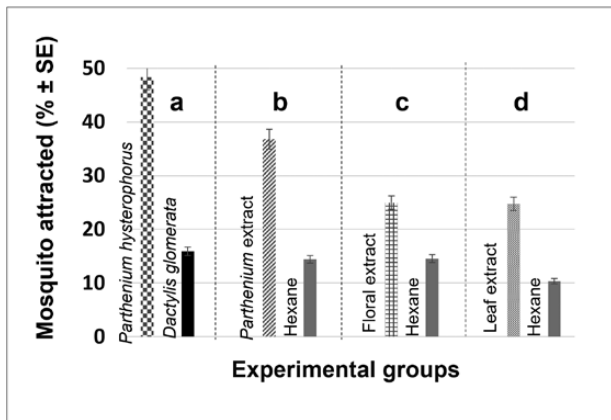 Mosquito attracted (% ± SE)
50
40
30
20
10
0
a
b
c
d
Parthenium hysterophorus
Dactylis glomerata
Parthenium extract
Hexane
Floral extract
Hexane
Leaf extract
Hexane
Experimental groups